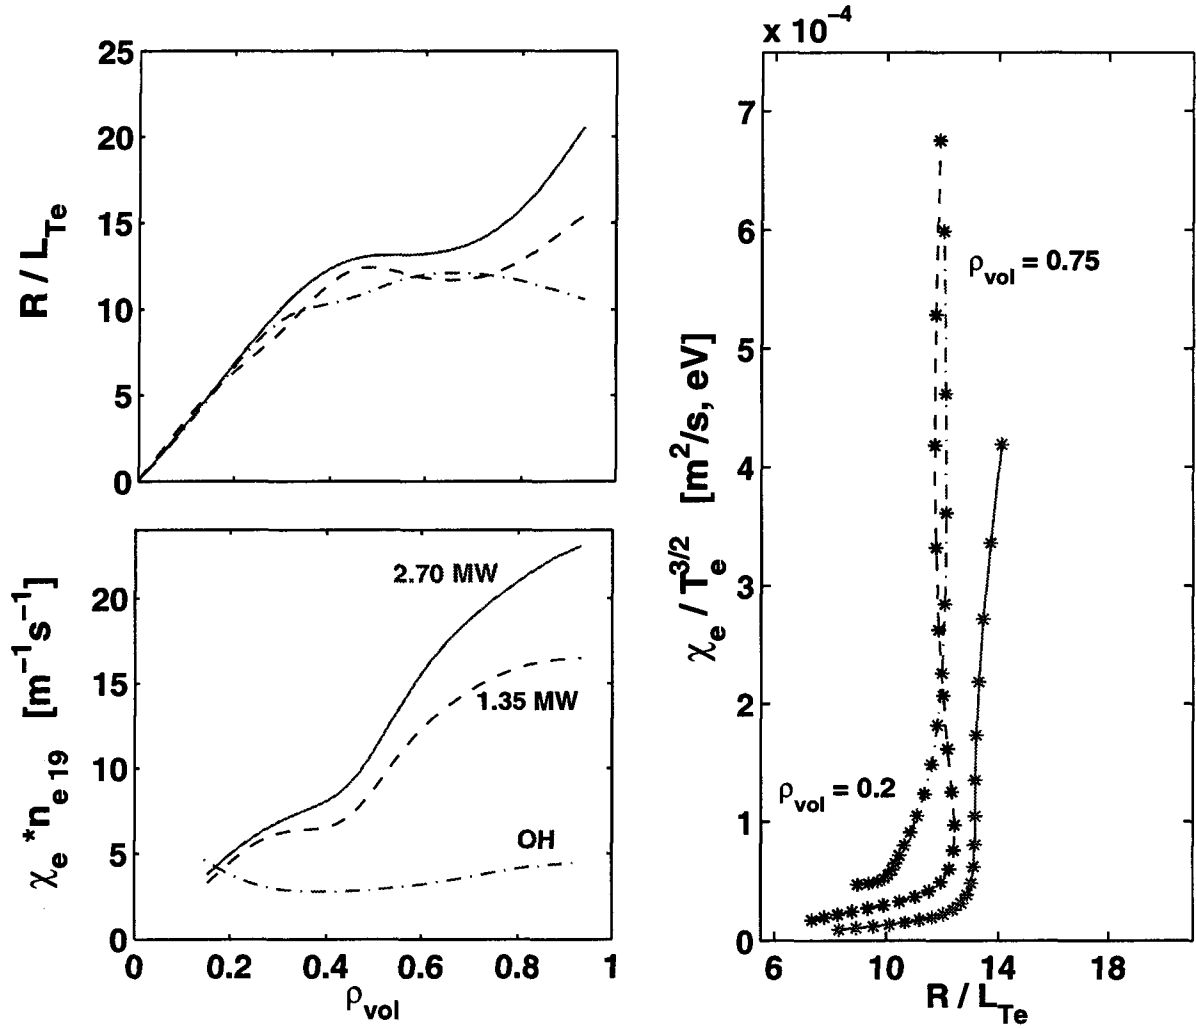 25
20
15
10
5
0
R / L_Te
20
15
10
5
0
χ_e *n_e 19 [m^−1s^−1]
2.70 MW
1.35 MW
OH
0 0.2 0.4 0.6 0.8 1
ρ_vol
x 10^−4
7
6
5
4
3
2
1
0
χ_e / T_e^3/2 [m^2/s, eV]
ρ_vol = 0.75
ρ_vol = 0.2
6 10 14 18
R / L_Te